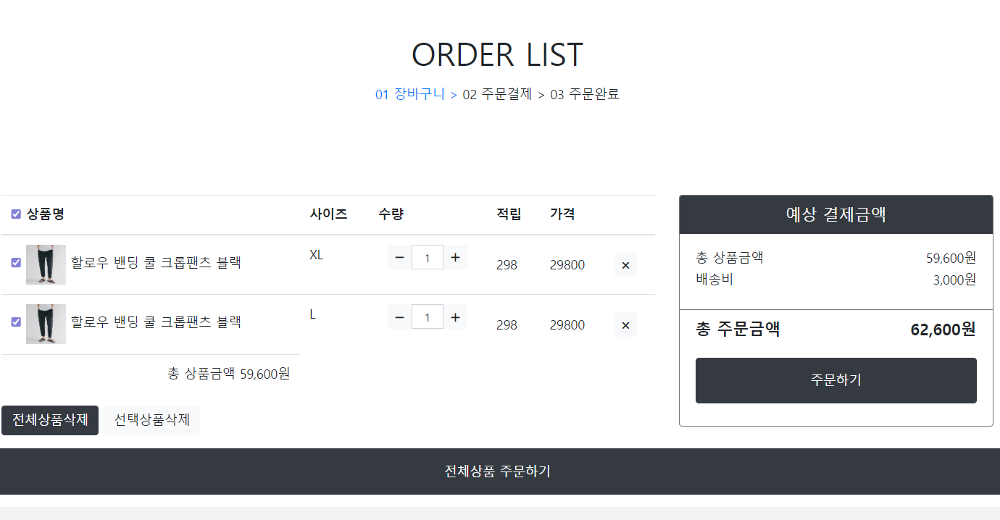 ORDER LIST
01 장바구니 > 02 주문결제 > 03 주문완료
상품명 사이즈 수량 적립 가격
할로우 밴딩 쿨 크롭팬츠 블랙 XL − 1 + 298 29800 ×
할로우 밴딩 쿨 크롭팬츠 블랙 L − 1 + 298 29800 ×
총 상품금액 59,600원
전체상품삭제 선택상품삭제
예상 결제금액
총 상품금액 59,600원
배송비 3,000원
총 주문금액 62,600원
주문하기
전체상품 주문하기